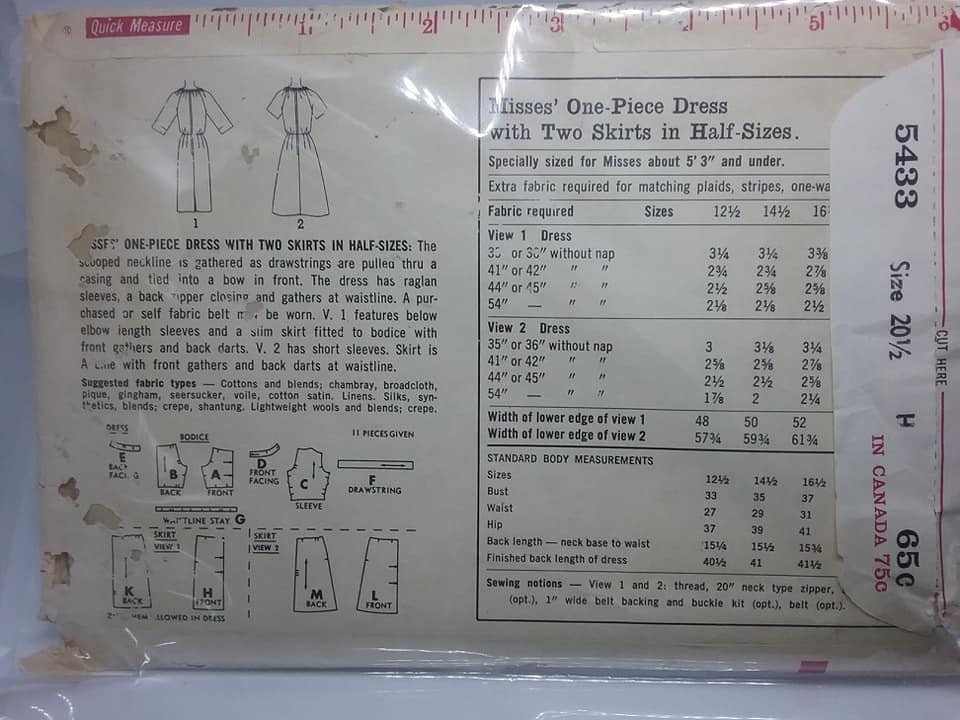 Quick Measure 1 2 3 5 6
1 2
ONE-PIECE DRESS WITH TWO SKIRTS IN HALF-SIZES: The
scooped neckline is gathered as drawstrings are pulled thru a
casing and tied into a bow in front. The dress has raglan
sleeves, a back closing and gathers at waistline. A pur-
chased or self fabric belt be worn. V. 1 features below
elbow length sleeves and a slim skirt fitted to bodice with
front gathers and back darts. V. 2 has short sleeves. Skirt is
A with front gathers and back darts at waistline.
Suggested fabric types — Cottons and blends; chambray, broadcloth,
pique, gingham, seersucker, voile, cotton satin. Linens. Silks, syn-
thetics, blends; crepe, shantung. Lightweight wools and blends; crepe.
DRESS
BODICE
11 PIECES GIVEN
E
BACK
B
BACK
A
FRONT
D
FRONT
FACING
C
SLEEVE
F
DRAWSTRING
STAY G
SKIRT
VIEW 1
K
BACK
H
FRONT
SKIRT
VIEW 2
M
BACK
L
FRONT
IN DRESS
Misses' One-Piece Dress
with Two Skirts in Half-Sizes.
Specially sized for Misses about 5' 3" and under.
Extra fabric required for matching plaids, stripes, one-wa
Fabric required Sizes 12½ 14½ 16
View 1 Dress
or without nap 3¼ 3¼ 3⅜
41" or 42" " " 2¾ 2¾ 2⅞
44" or 45" " " 2½ 2⅝ 2⅝
54" — " " 2⅛ 2⅛ 2½
View 2 Dress
35" or 36" without nap 3 3⅛ 3¼
41" or 42" " " 2⅝ 2⅝ 2⅞
44" or 45" " " 2½ 2½ 2⅝
54" — " " 1⅞ 2 2¼
Width of lower edge of view 1 48 50 52
Width of lower edge of view 2 57¾ 59¾ 61¾
STANDARD BODY MEASUREMENTS
Sizes 12½ 14½ 16½
Bust 33 35 37
Waist 27 29 31
Hip 37 39 41
Back length — neck base to waist 15¼ 15½ 15¾
Finished back length of dress 40½ 41 41½
Sewing notions — View 1 and 2: thread, 20" neck type zipper,
(opt.), 1" wide belt backing and buckle kit (opt.), belt (opt.).
5433 Size 20½ H 65c
IN CANADA 75c
CUT HERE